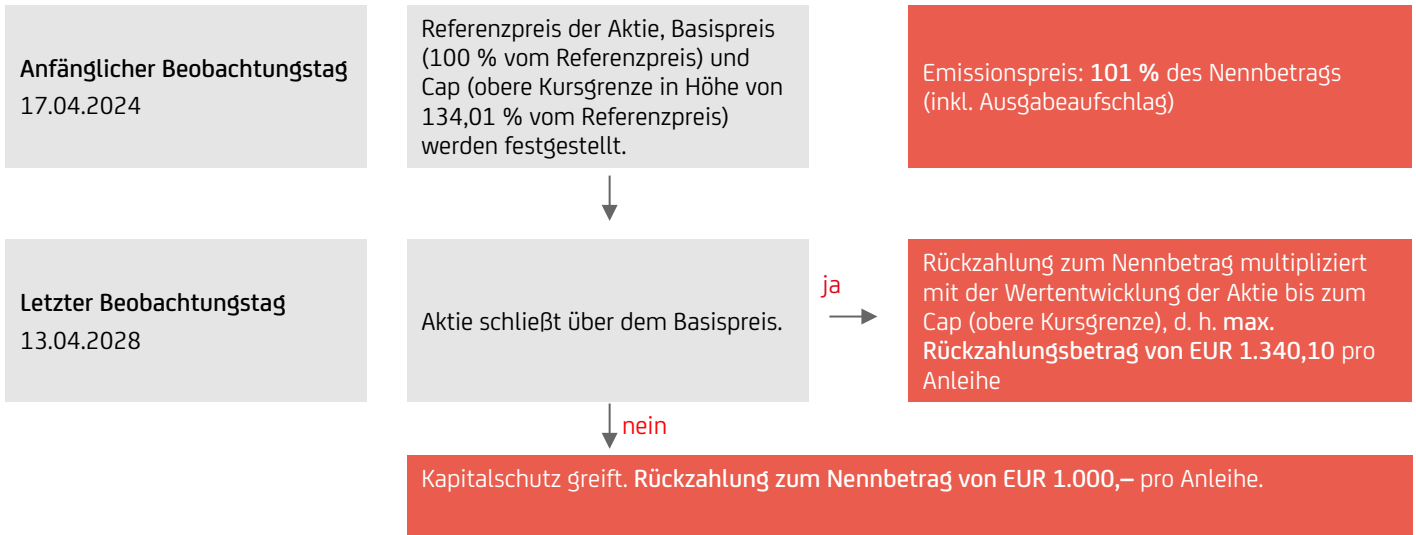 Anfänglicher Beobachtungstag
17.04.2024
Referenzpreis der Aktie, Basispreis
(100 % vom Referenzpreis) und
Cap (obere Kursgrenze in Höhe von
134,01 % vom Referenzpreis)
werden festgestellt.
Emissionspreis: 101 % des Nennbetrags
(inkl. Ausgabeaufschlag)
Letzter Beobachtungstag
13.04.2028
Aktie schließt über dem Basispreis.
ja
Rückzahlung zum Nennbetrag multipliziert
mit der Wertentwicklung der Aktie bis zum
Cap (obere Kursgrenze), d. h. max.
Rückzahlungsbetrag von EUR 1.340,10 pro
Anleihe
nein
Kapitalschutz greift. Rückzahlung zum Nennbetrag von EUR 1.000,– pro Anleihe.